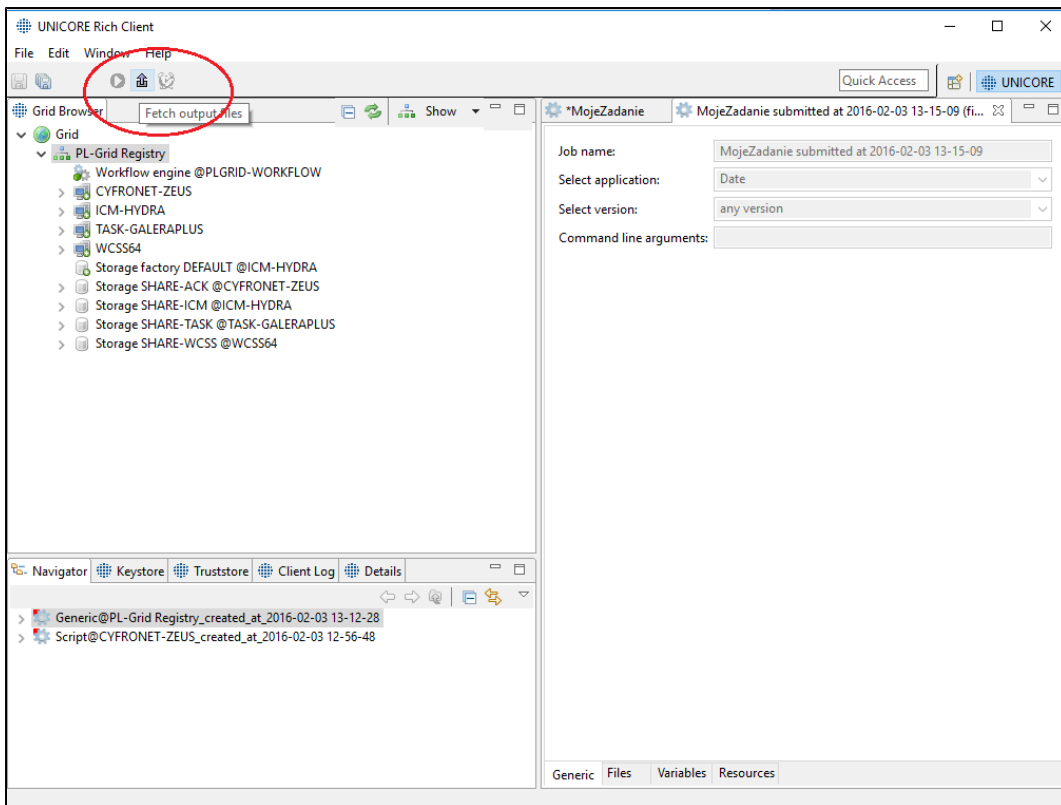 UNICORE Rich Client
File Edit Window Help
Quick Access
UNICORE
Fetch output files
Grid Browser
Show
Grid
PL-Grid Registry
Workflow engine @PLGRID-WORKFLOW
CYFRONET-ZEUS
ICM-HYDRA
TASK-GALERAPLUS
WCSS64
Storage factory DEFAULT @ICM-HYDRA
Storage SHARE-ACK @CYFRONET-ZEUS
Storage SHARE-ICM @ICM-HYDRA
Storage SHARE-TASK @TASK-GALERAPLUS
Storage SHARE-WCSS @WCSS64
*MojeZadanie
MojeZadanie submitted at 2016-02-03 13-15-09 (fi...
Job name: MojeZadanie submitted at 2016-02-03 13-15-09
Select application: Date
Select version: any version
Command line arguments:
Navigator Keystore Truststore Client Log Details
Generic@PL-Grid Registry_created_at_2016-02-03 13-12-28
Script@CYFRONET-ZEUS_created_at_2016-02-03 12-56-48
Generic Files Variables Resources